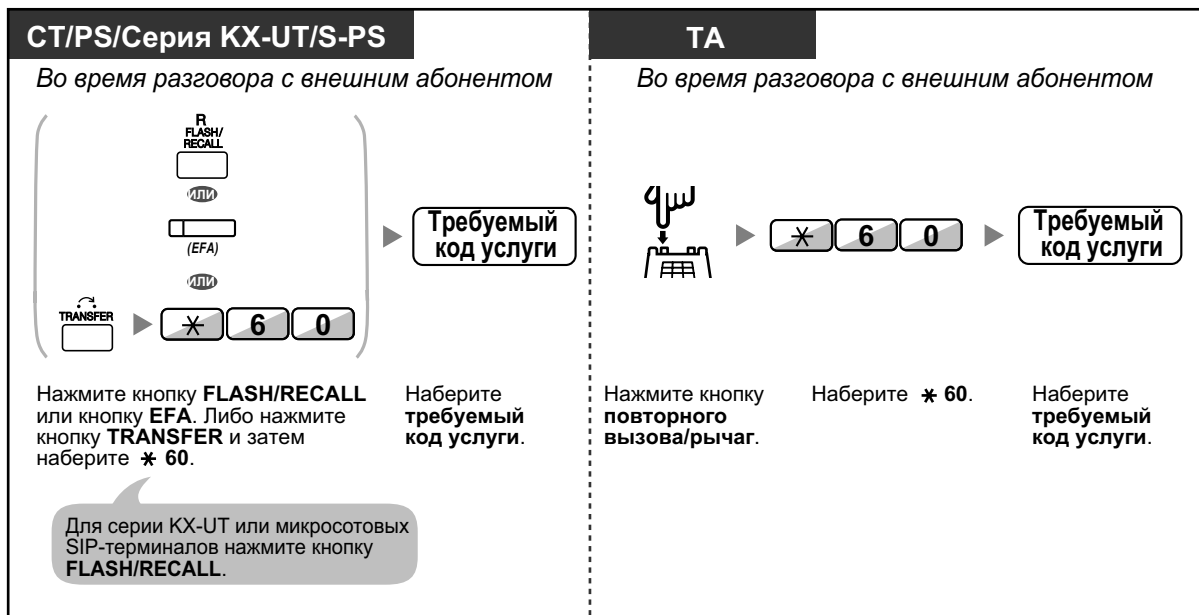 СТ/PS/Серия KX-UT/S-PS
Во время разговора с внешним абонентом
R
FLASH/
RECALL
ИЛИ
(EFA)
ИЛИ
TRANSFER
* 6 0
Требуемый
код услуги
Нажмите кнопку FLASH/RECALL
или кнопку EFA. Либо нажмите
кнопку TRANSFER и затем
наберите * 60.
Наберите
требуемый
код услуги.
Для серии KX-UT или микросотовых
SIP-терминалов нажмите кнопку
FLASH/RECALL.
ТА
Во время разговора с внешним абонентом
* 6 0
Требуемый
код услуги
Нажмите кнопку
повторного
вызова/рычаг.
Наберите * 60.
Наберите
требуемый
код услуги.